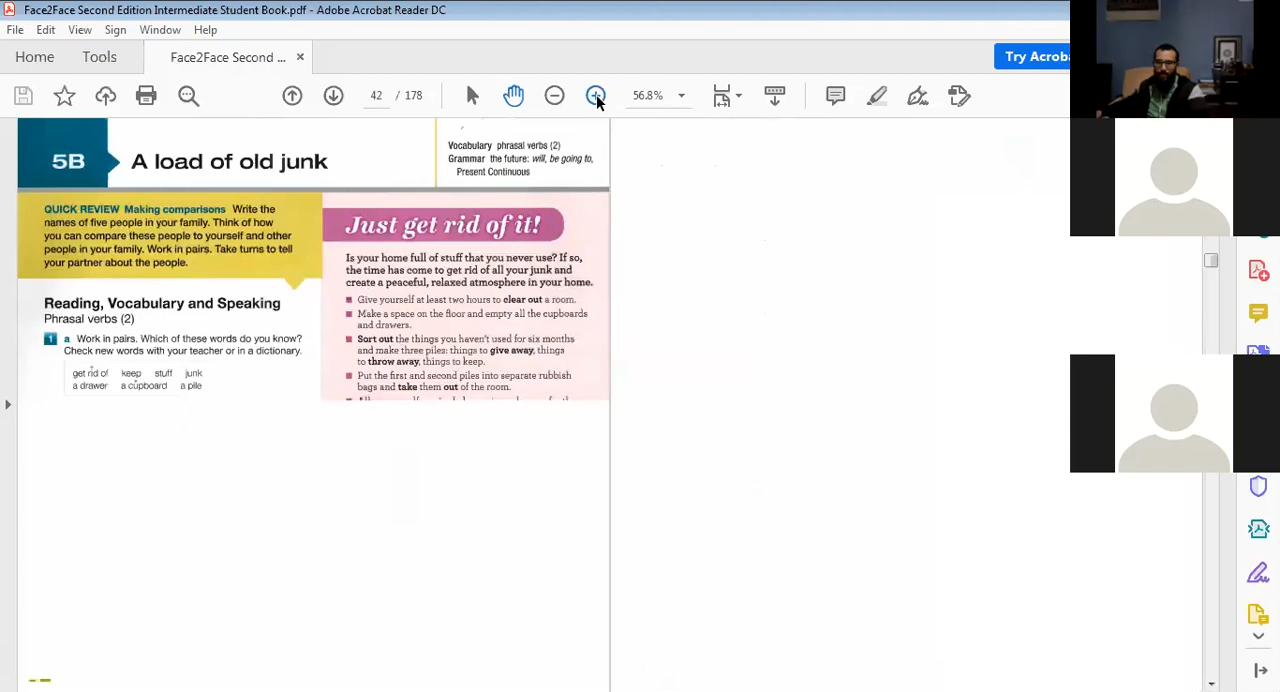 Face2Face Second Edition Intermediate Student Book.pdf - Adobe Acrobat Reader DC
File Edit View Sign Window Help
Home Tools Face2Face Second ... × Try Acroba
42 / 178 56.8%
5B A load of old junk
Vocabulary phrasal verbs (2)
Grammar the future: will, be going to,
Present Continuous
QUICK REVIEW Making comparisons Write the
names of five people in your family. Think of how
you can compare these people to yourself and other
people in your family. Work in pairs. Take turns to tell
your partner about the people.
Reading, Vocabulary and Speaking
Phrasal verbs (2)
1 a Work in pairs. Which of these words do you know?
Check new words with your teacher or in a dictionary.
get rid of keep stuff junk
a drawer a cupboard a pile
Just get rid of it!
Is your home full of stuff that you never use? If so,
the time has come to get rid of all your junk and
create a peaceful, relaxed atmosphere in your home.
Give yourself at least two hours to clear out a room.
Make a space on the floor and empty all the cupboards
and drawers.
Sort out the things you haven't used for six months
and make three piles: things to give away, things
to throw away, things to keep.
Put the first and second piles into separate rubbish
bags and take them out of the room.